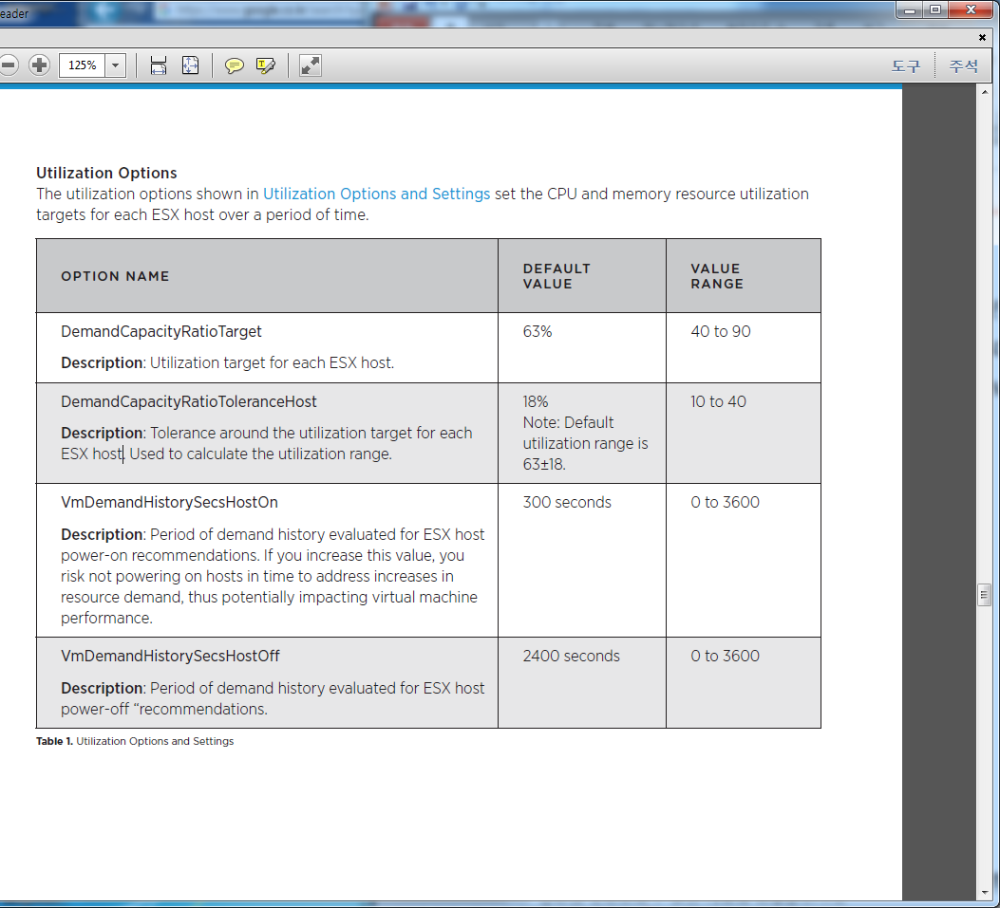 eader
125%
도구
주석
Utilization Options
The utilization options shown in Utilization Options and Settings set the CPU and memory resource utilization
targets for each ESX host over a period of time.
OPTION NAME
DEFAULT
VALUE
VALUE
RANGE
DemandCapacityRatioTarget
63%
40 to 90
Description: Utilization target for each ESX host.
DemandCapacityRatioToleranceHost
18%
10 to 40
Note: Default
utilization range is
63±18.
Description: Tolerance around the utilization target for each
ESX host. Used to calculate the utilization range.
VmDemandHistorySecsHostOn
300 seconds
0 to 3600
Description: Period of demand history evaluated for ESX host
power-on recommendations. If you increase this value, you
risk not powering on hosts in time to address increases in
resource demand, thus potentially impacting virtual machine
performance.
VmDemandHistorySecsHostOff
2400 seconds
0 to 3600
Description: Period of demand history evaluated for ESX host
power-off “recommendations.
Table 1. Utilization Options and Settings